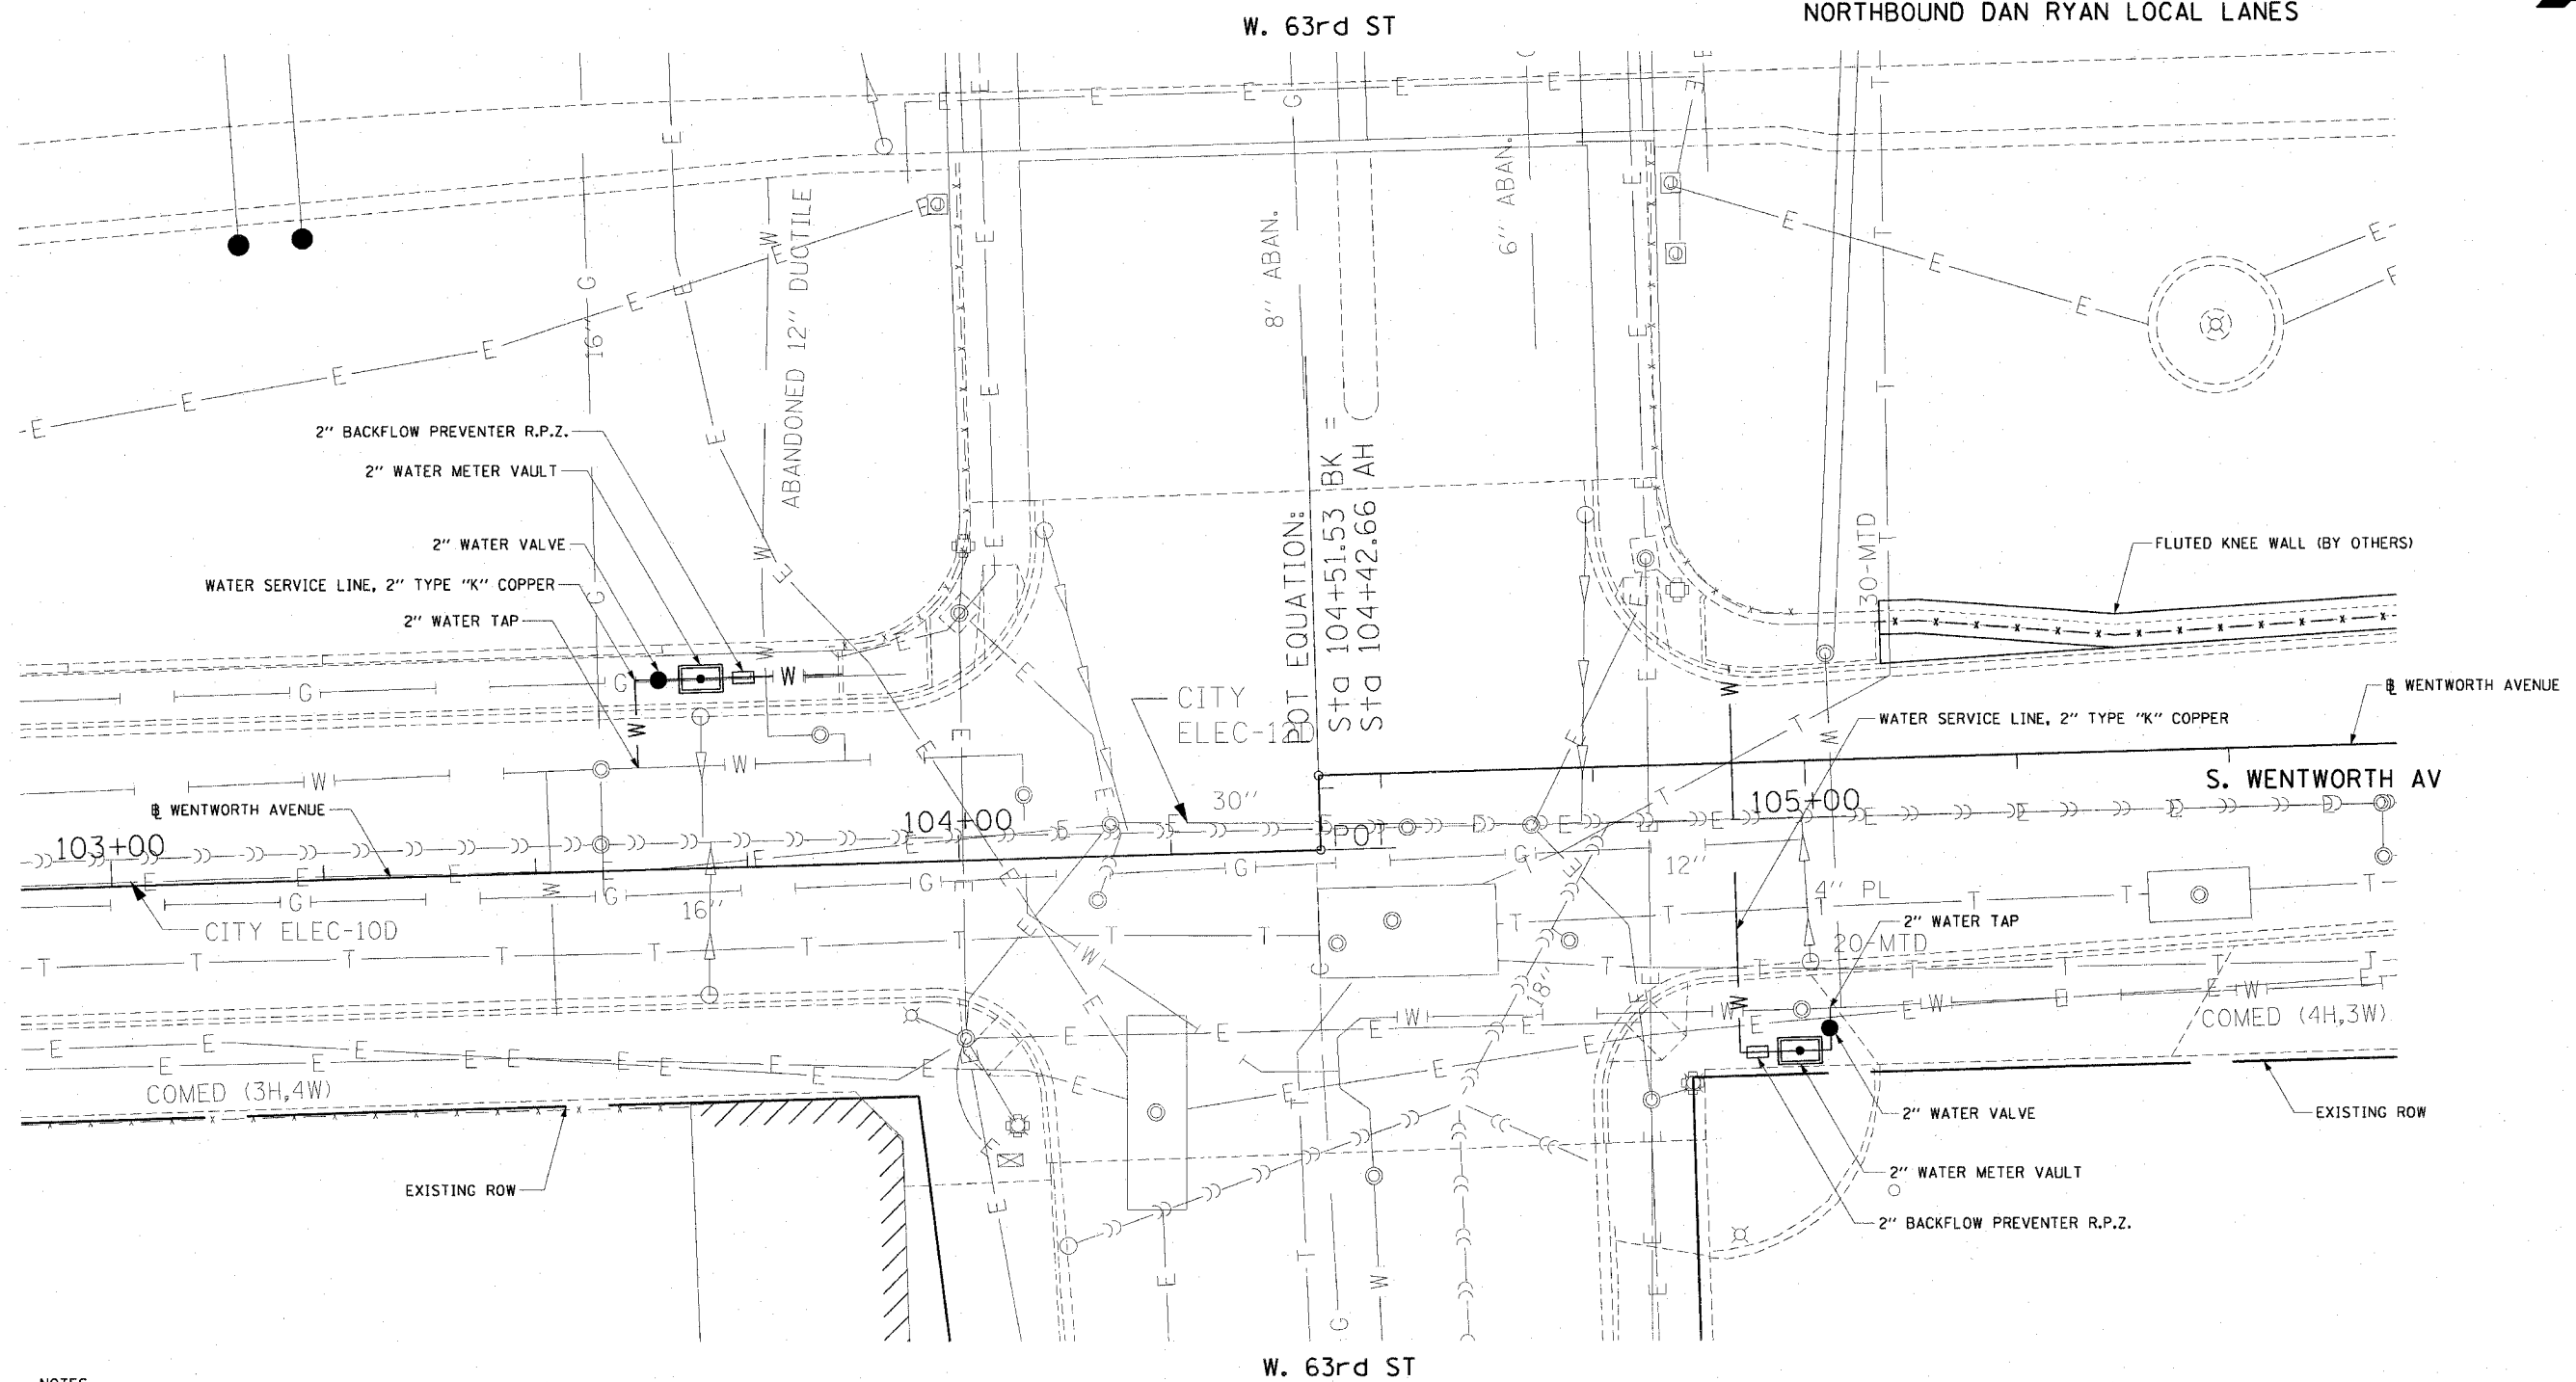 W. 63rd ST
NORTHBOUND DAN RYAN LOCAL LANES
16"
ABANDONED 12" DUCTILE
8" ABAN.
6" ABAN.
2" BACKFLOW PREVENTER R.P.Z.
2" WATER METER VAULT
2" WATER VALVE
WATER SERVICE LINE, 2" TYPE "K" COPPER
2" WATER TAP
POT EQUATION:
Sta 104+51.53 BK =
Sta 104+42.66 AH (
30-MTD
FLUTED KNEE WALL (BY OTHERS)
CITY
ELEC-12D
℄ WENTWORTH AVENUE
WATER SERVICE LINE, 2" TYPE "K" COPPER
S. WENTWORTH AV
℄ WENTWORTH AVENUE
103+00
104+00
30"
POT
105+00
12"
16"
4" PL
CITY ELEC-10D
2" WATER TAP
20-MTD
18"
COMED (4H,3W)
COMED (3H,4W)
2" WATER VALVE
EXISTING ROW
EXISTING ROW
2" WATER METER VAULT
2" BACKFLOW PREVENTER R.P.Z.
W. 63rd ST
NOTES